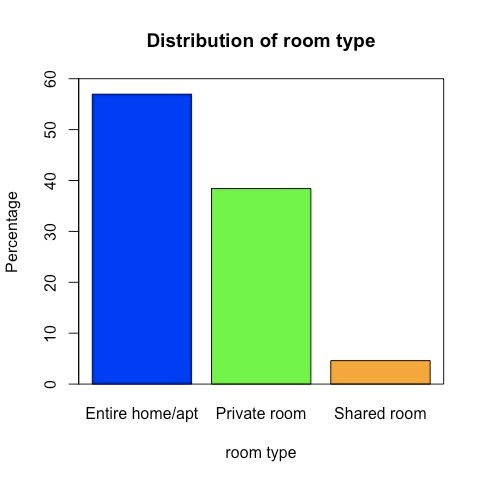 Distribution of room type
Percentage
60
50
40
30
20
10
0
Entire home/apt Private room Shared room
room type